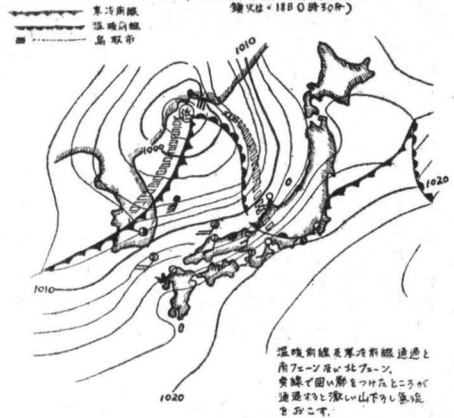 寒冷前線
温暖前線
鳥取市
鎮火は 18日0時30分)
1010
1000
1020
1010
1020
温暖前線及寒冷前線通過と
南フェーン及び北フェーン。
実線で囲い影をつけたところが
通過すると激しい山下ろし気流
をおこす。